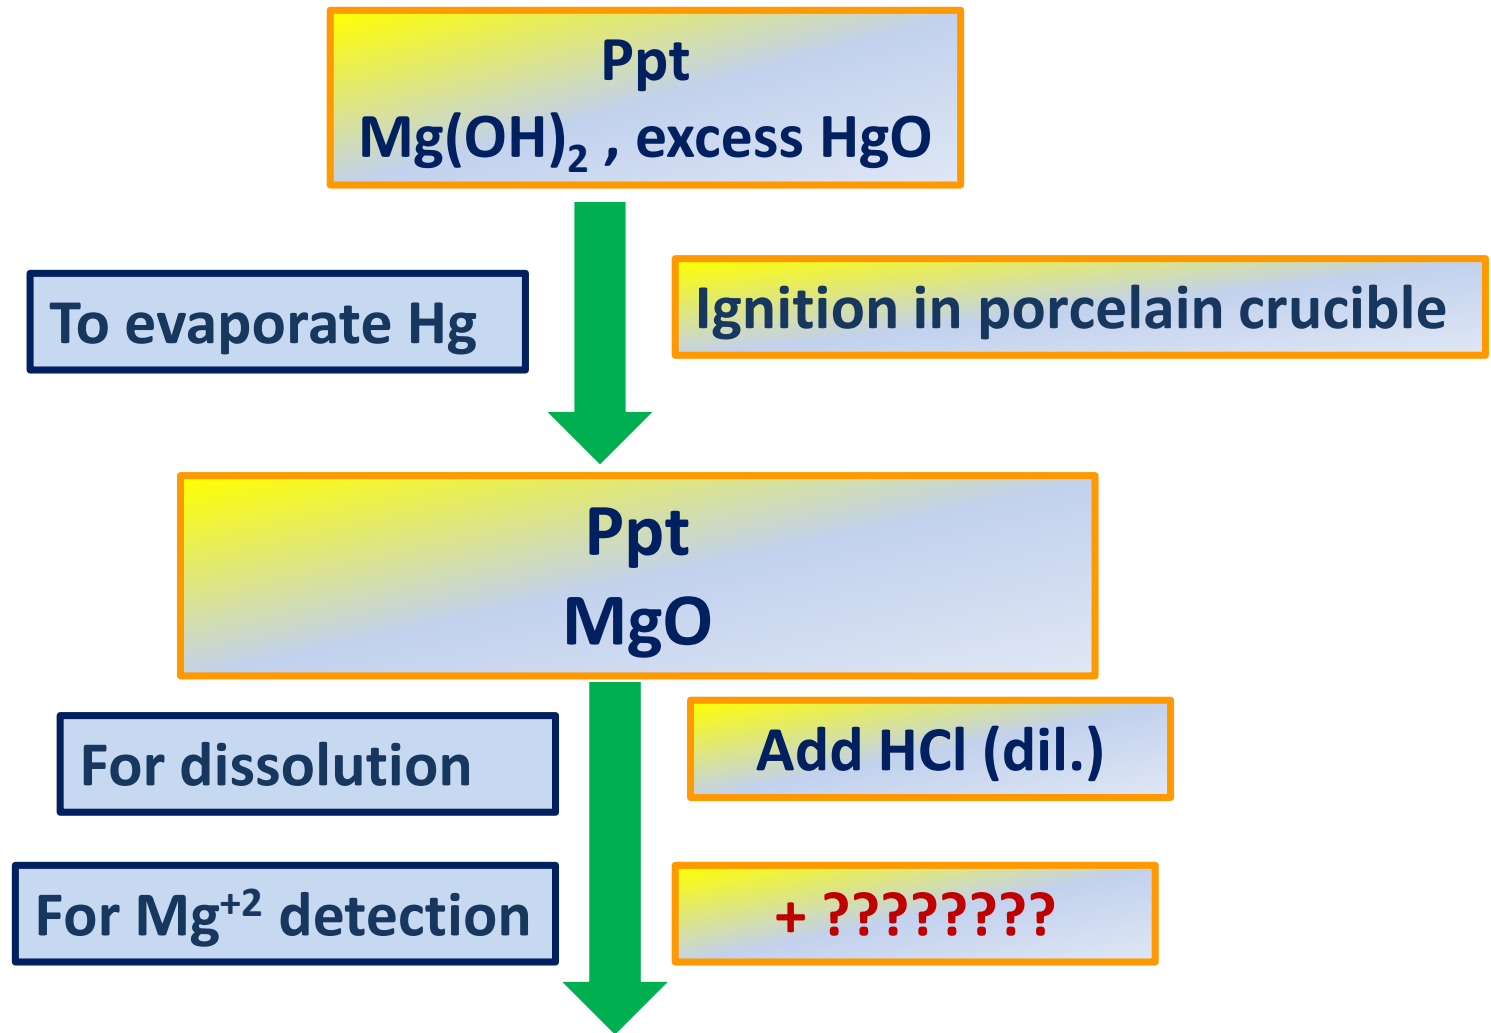 Ppt
Mg(OH)₂ , excess HgO
To evaporate Hg
Ignition in porcelain crucible
Ppt
MgO
For dissolution
Add HCl (dil.)
For Mg⁺² detection
+ ????????